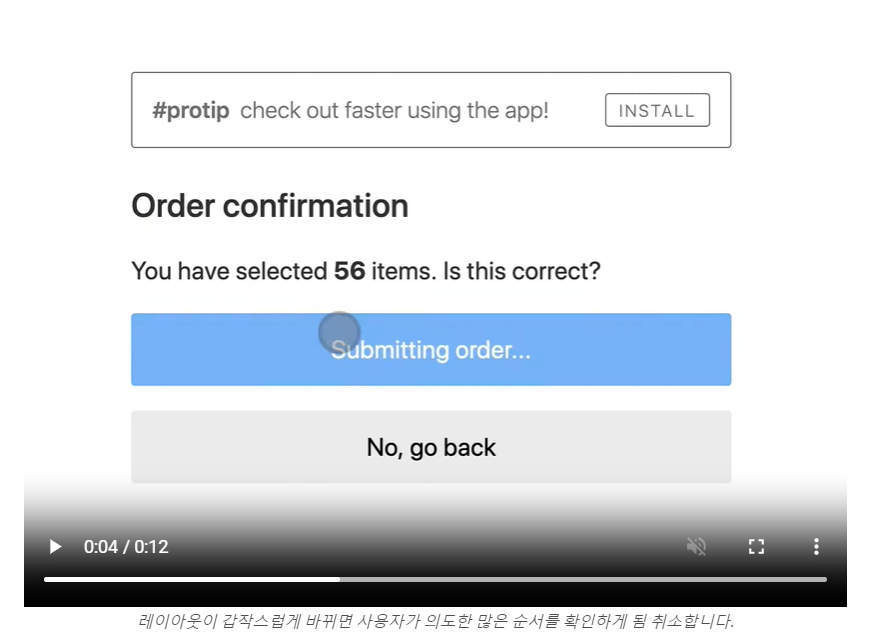 #protip check out faster using the app! INSTALL
Order confirmation
You have selected 56 items. Is this correct?
Submitting order...
No, go back
0:04 / 0:12
레이아웃이 갑작스럽게 바뀌면 사용자가 의도한 많은 순서를 확인하게 됨 취소합니다.